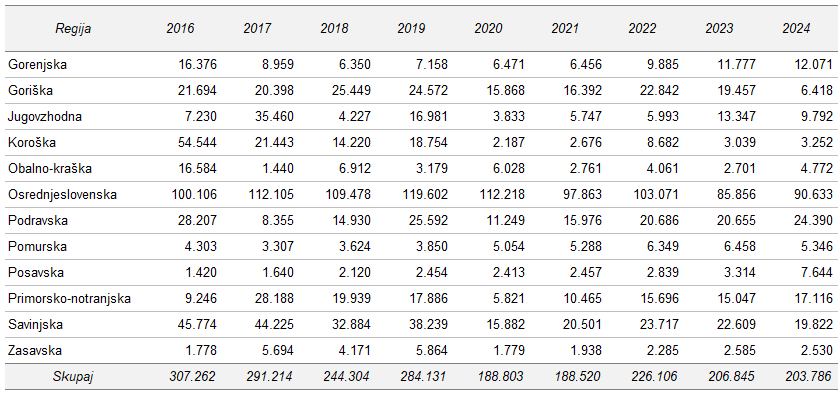 Regija 2016 2017 2018 2019 2020 2021 2022 2023 2024
Gorenjska 16.376 8.959 6.350 7.158 6.471 6.456 9.885 11.777 12.071
Goriška 21.694 20.398 25.449 24.572 15.868 16.392 22.842 19.457 6.418
Jugovzhodna 7.230 35.460 4.227 16.981 3.833 5.747 5.993 13.347 9.792
Koroška 54.544 21.443 14.220 18.754 2.187 2.676 8.682 3.039 3.252
Obalno-kraška 16.584 1.440 6.912 3.179 6.028 2.761 4.061 2.701 4.772
Osrednjeslovenska 100.106 112.105 109.478 119.602 112.218 97.863 103.071 85.856 90.633
Podravska 28.207 8.355 14.930 25.592 11.249 15.976 20.686 20.655 24.390
Pomurska 4.303 3.307 3.624 3.850 5.054 5.288 6.349 6.458 5.346
Posavska 1.420 1.640 2.120 2.454 2.413 2.457 2.839 3.314 7.644
Primorsko-notranjska 9.246 28.188 19.939 17.886 5.821 10.465 15.696 15.047 17.116
Savinjska 45.774 44.225 32.884 38.239 15.882 20.501 23.717 22.609 19.822
Zasavska 1.778 5.694 4.171 5.864 1.779 1.938 2.285 2.585 2.530
Skupaj 307.262 291.214 244.304 284.131 188.803 188.520 226.106 206.845 203.786